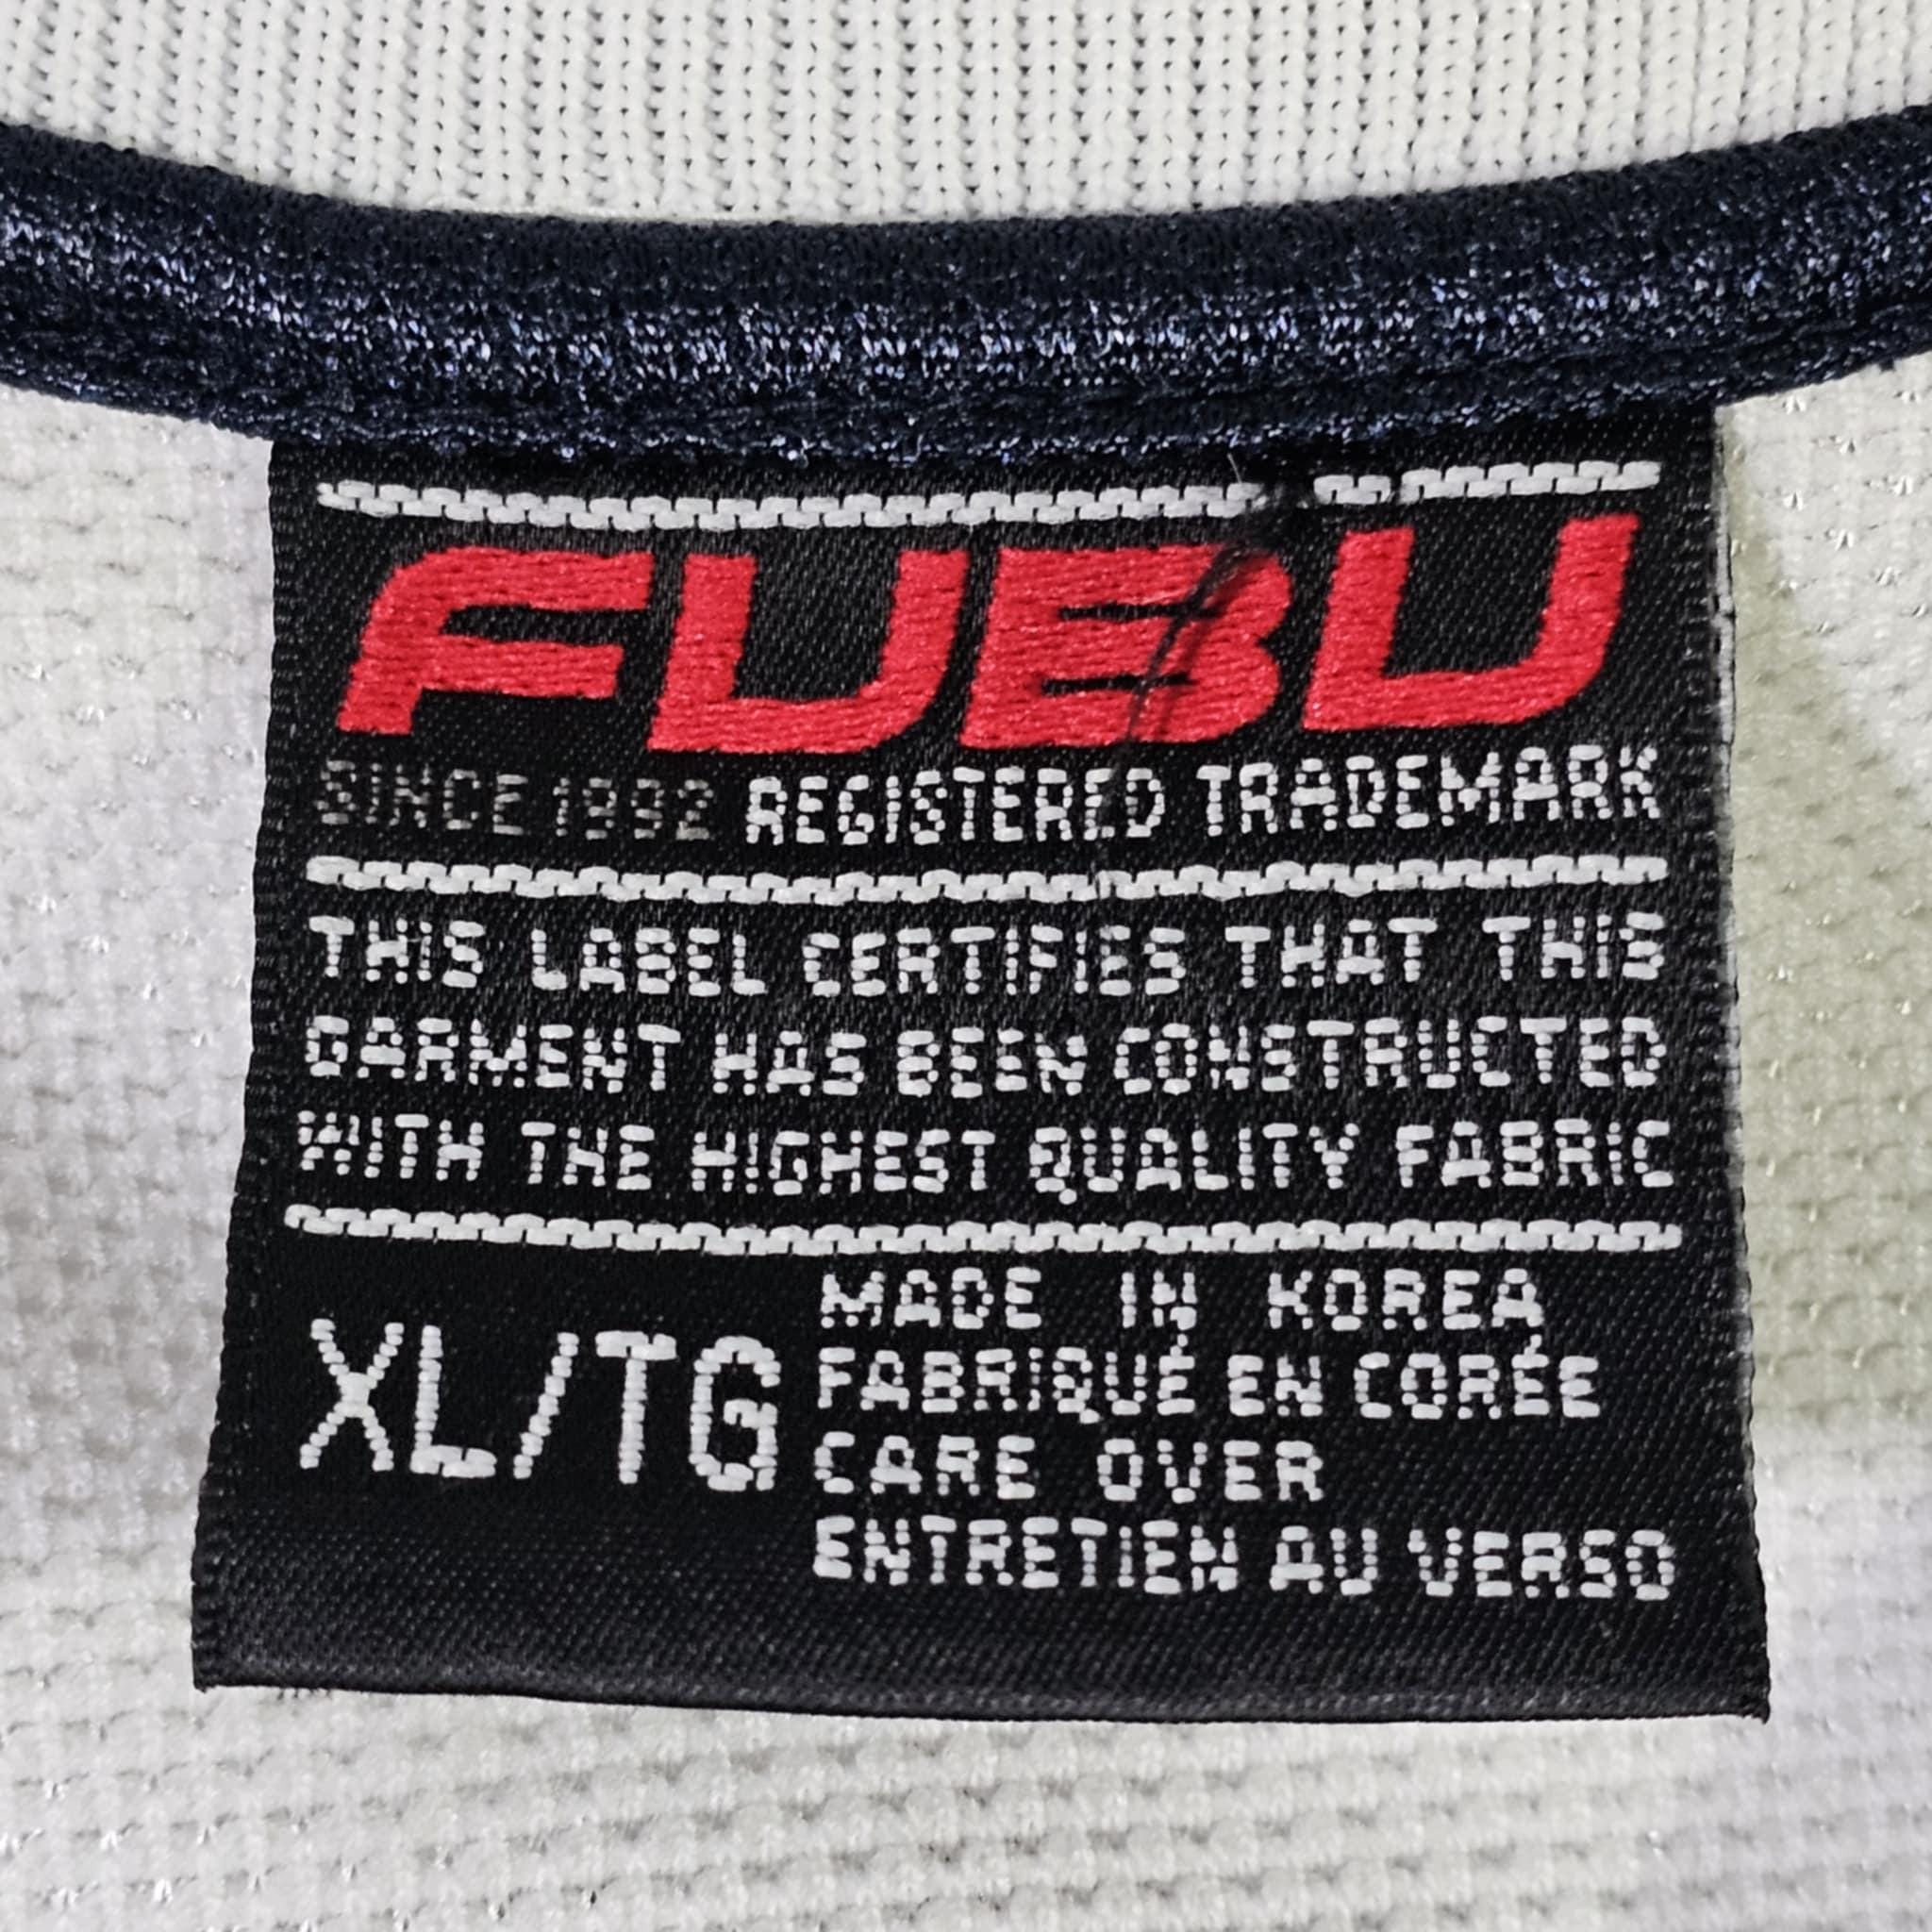 FUBU
SINCE 1992 REGISTERED TRADEMARK
THIS LABEL CERTIFIES THAT THIS
GARMENT HAS BEEN CONSTRUCTED
WITH THE HIGHEST QUALITY FABRIC
XL/TG
MADE IN KOREA
FABRIQUÉ EN CORÉE
CARE OVER
ENTRETIEN AU VERSO